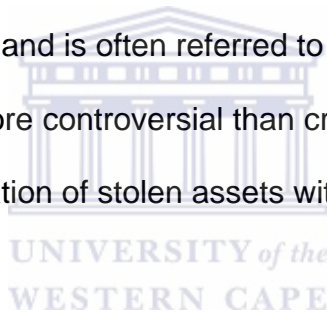 and is often referred to
ore controversial than cr
tion of stolen assets wit
UNIVERSITY of the
WESTERN CAPE